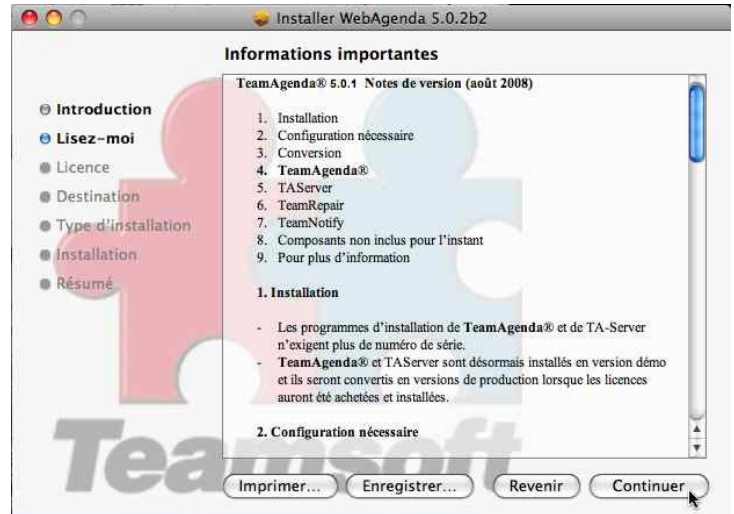 Installer WebAgenda 5.0.2b2
Informations importantes
Introduction
Lisez-moi
Licence
Destination
Type d'installation
Installation
Résumé
TeamAgenda® 5.0.1 Notes de version (août 2008)
1. Installation
2. Configuration nécessaire
3. Conversion
4. TeamAgenda®
5. TAServer
6. TeamRepair
7. TeamNotify
8. Composants non inclus pour l'instant
9. Pour plus d'information
1. Installation
- Les programmes d'installation de TeamAgenda® et de TA-Server
n'exigent plus de numéro de série.
- TeamAgenda® et TAServer sont désormais installés en version démo
et ils seront convertis en versions de production lorsque les licences
auront été achetées et installées.
2. Configuration nécessaire
Teamsoft
Imprimer... Enregistrer... Revenir Continuer